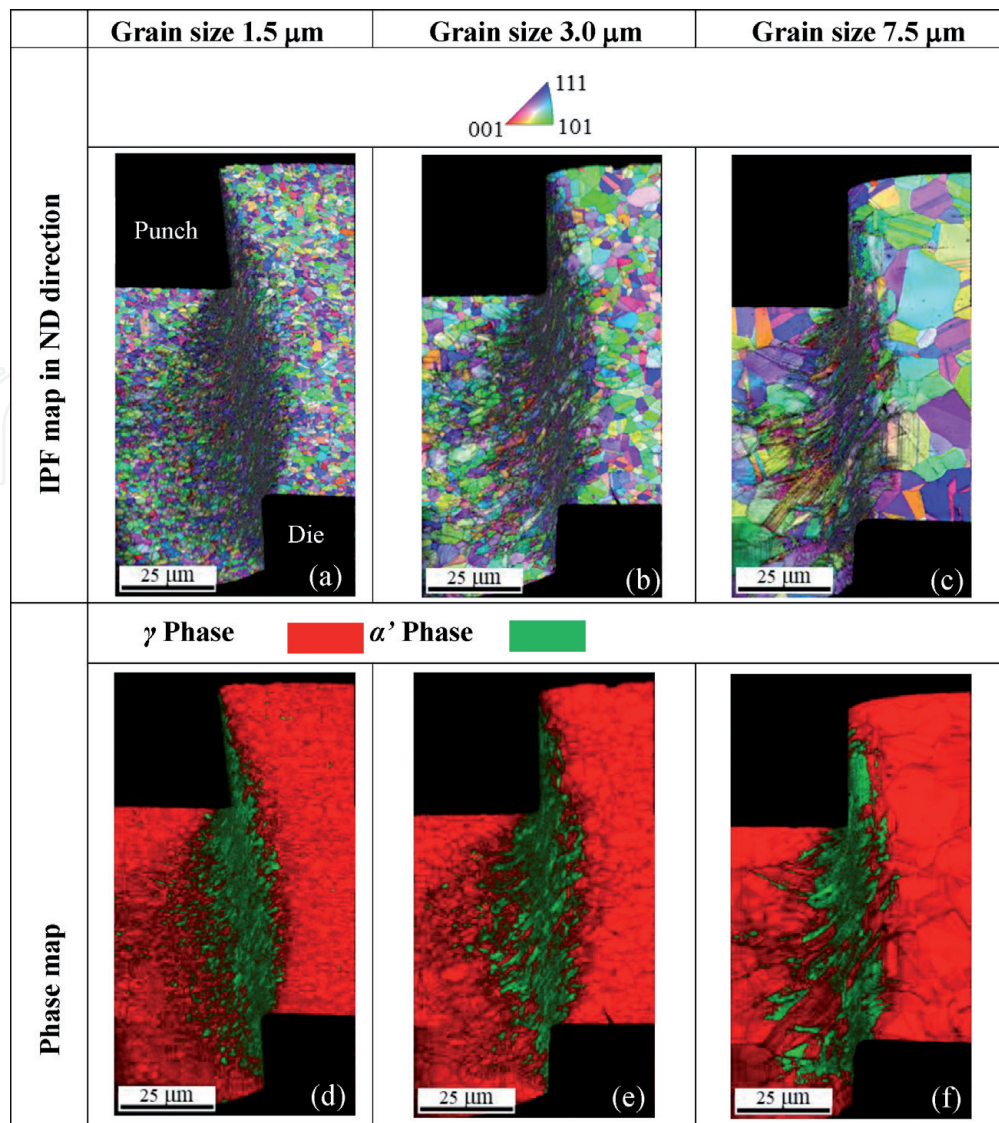 Grain size 1.5 μm
Grain size 3.0 μm
Grain size 7.5 μm
IPF map in ND direction
111
001
101
Punch
Die
25 μm
(a)
25 μm
(b)
25 μm
(c)
Phase map
γ Phase
α’ Phase
25 μm
(d)
25 μm
(e)
25 μm
(f)